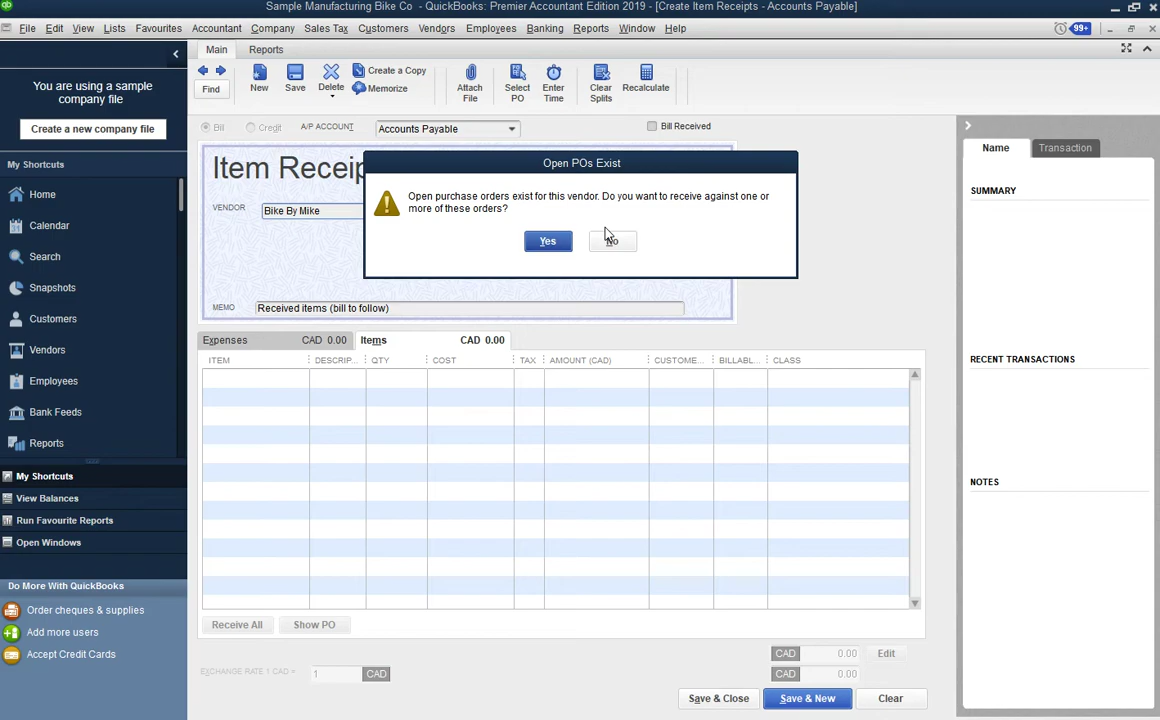 Sample Manufacturing Bike Co - QuickBooks: Premier Accountant Edition 2019 - [Create Item Receipts - Accounts Payable]
File Edit View Lists Favourites Accountant Company Sales Tax Customers Vendors Employees Banking Reports Window Help 99+
Main Reports
You are using a sample
company file
Create a new company file
My Shortcuts
Home
Calendar
Search
Snapshots
Customers
Vendors
Employees
Bank Feeds
Reports
My Shortcuts
View Balances
Run Favourite Reports
Open Windows
Do More With QuickBooks
Order cheques & supplies
Add more users
Accept Credit Cards
Find
New
Save
Delete
Create a Copy
Memorize
Attach
File
Select
PO
Enter
Time
Clear
Splits
Recalculate
Bill Credit A/P ACCOUNT Accounts Payable Bill Received
Open POs Exist
Open purchase orders exist for this vendor. Do you want to receive against one or
more of these orders?
Yes No
VENDOR Bike By Mike
MEMO Received items (bill to follow)
Expenses CAD 0.00 Items CAD 0.00
ITEM DESCRIP... QTY COST TAX AMOUNT (CAD) CUSTOME... BILLABL... CLASS
Receive All Show PO
CAD 0.00 Edit
EXCHANGE RATE 1 CAD = 1 CAD
CAD 0.00
Save & Close Save & New Clear
Name Transaction
SUMMARY
RECENT TRANSACTIONS
NOTES